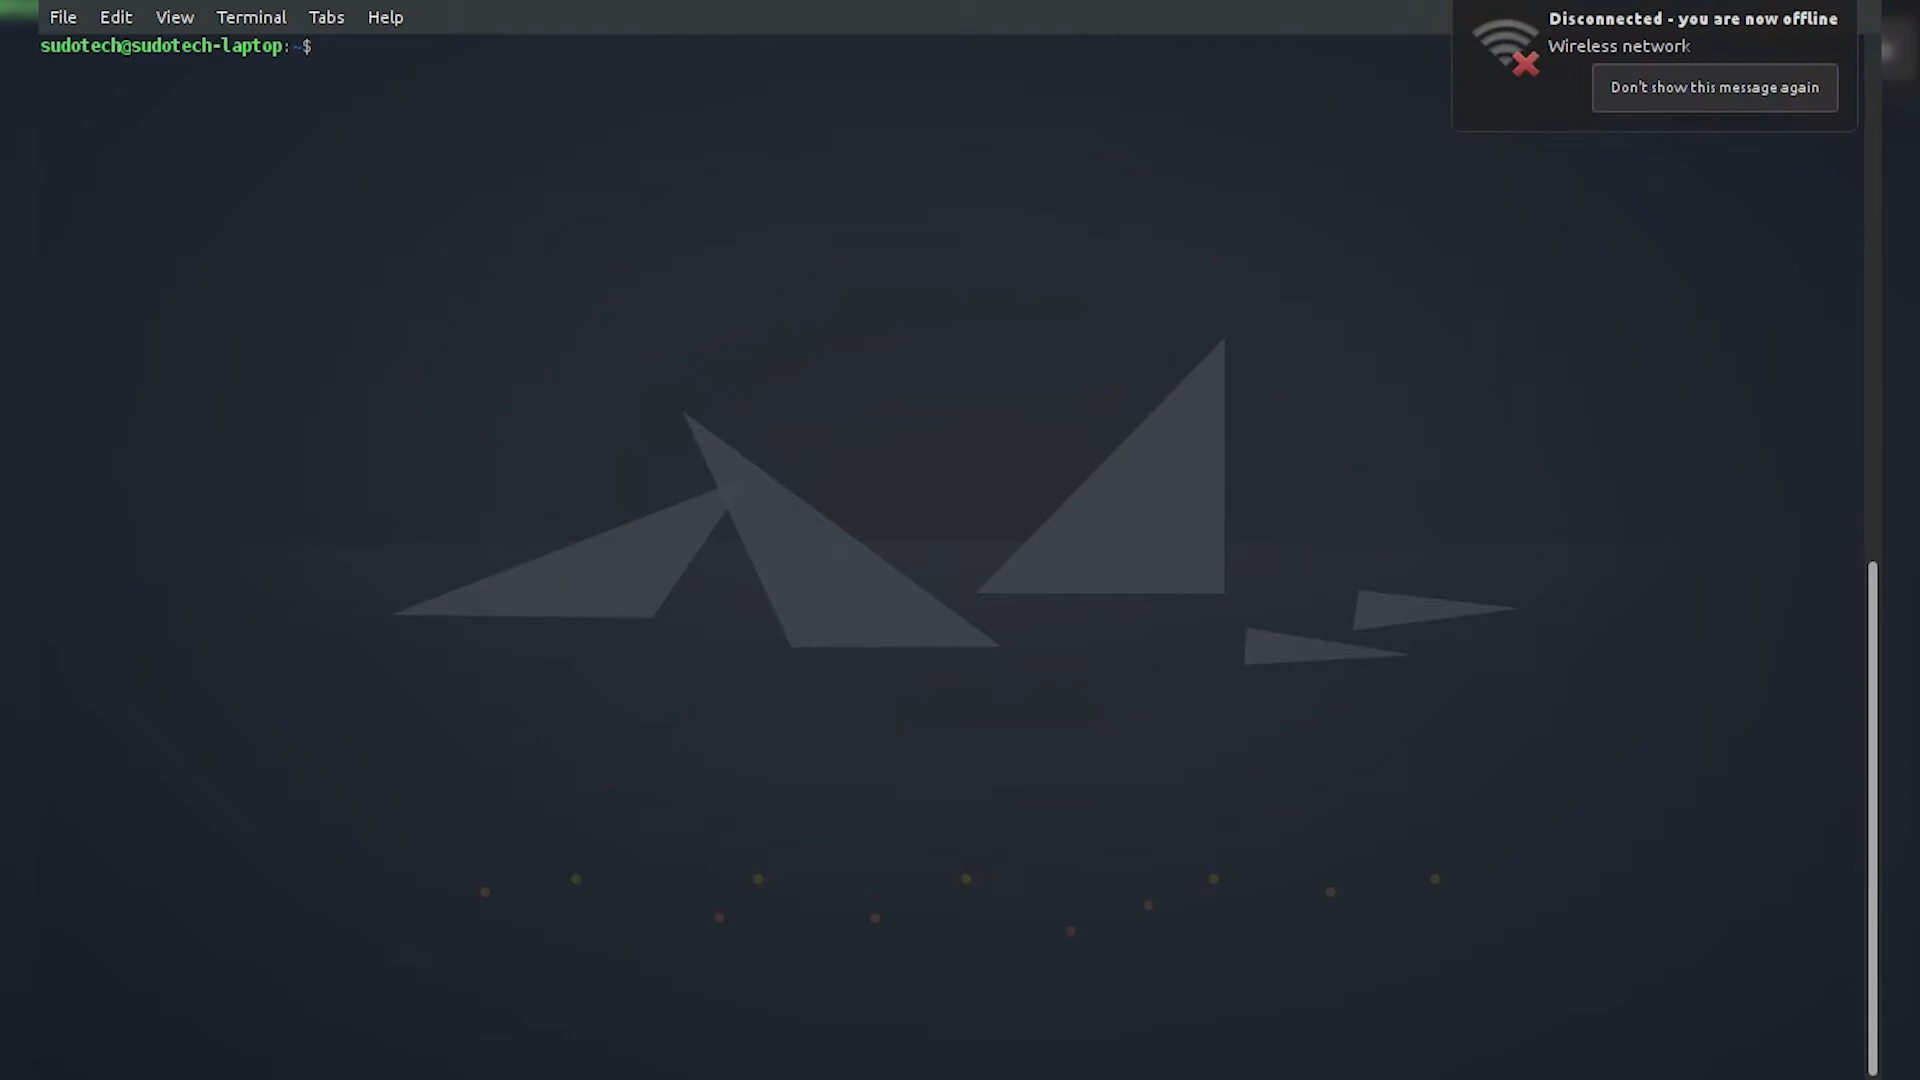 File Edit View Terminal Tabs Help
sudotech@sudotech-laptop:~$
Disconnected - you are now offline
Wireless network
Don't show this message again